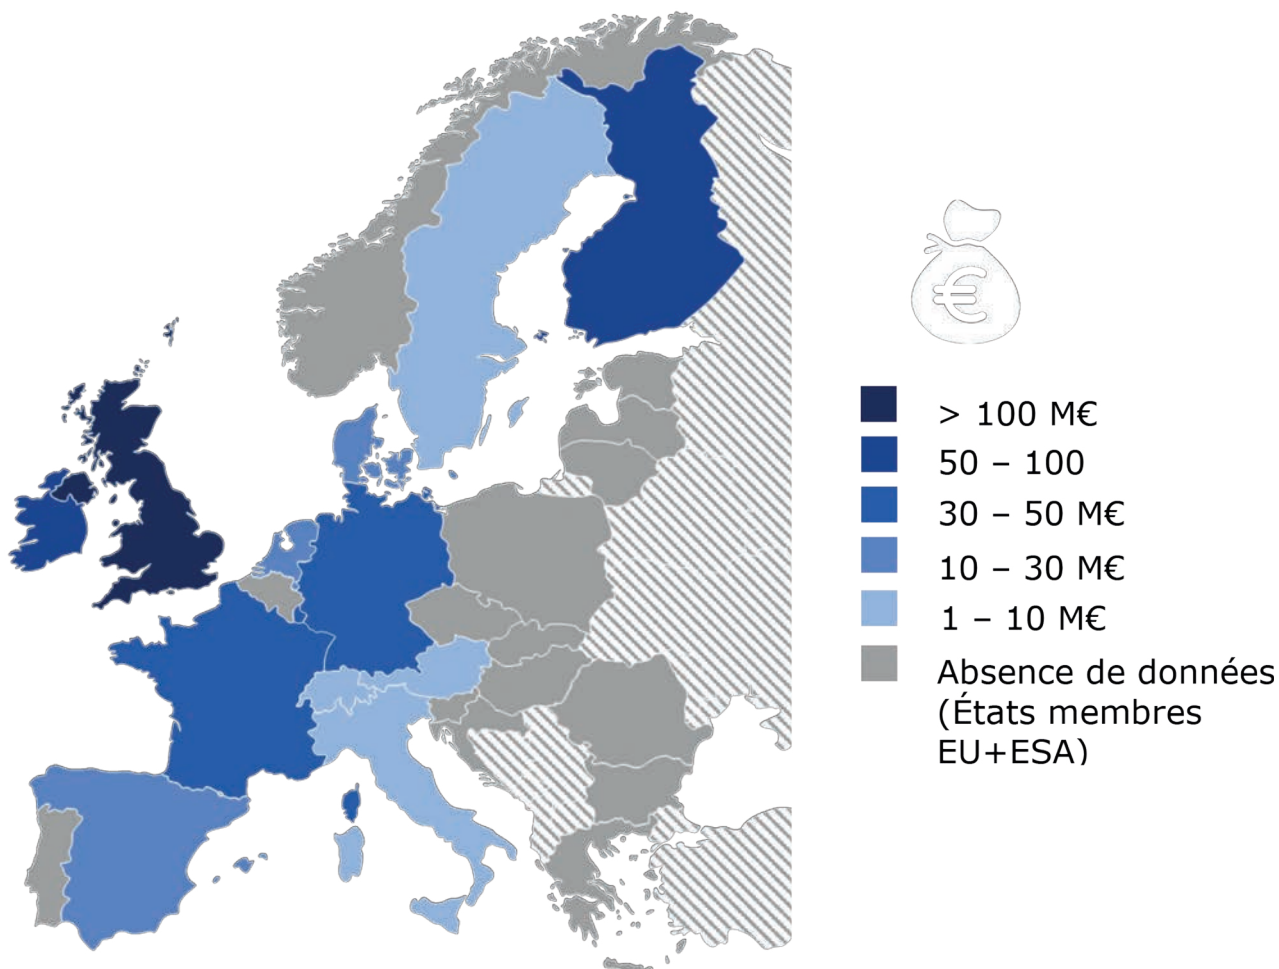 €
> 100 M€
50 – 100
30 – 50 M€
10 – 30 M€
1 – 10 M€
Absence de données
(États membres
EU+ESA)